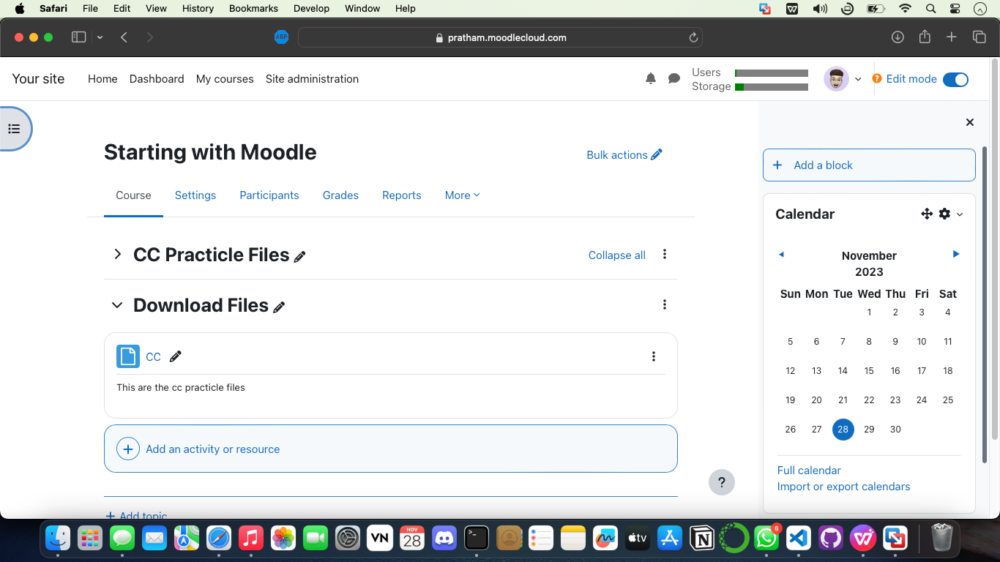 Safari File Edit View History Bookmarks Develop Window Help
ABP pratham.moodlecloud.com
Your site Home Dashboard My courses Site administration Users Edit mode
Storage
Starting with Moodle
Bulk actions
Add a block
Course Settings Participants Grades Reports More
Calendar
CC Practicle Files Collapse all
November
2023
Sun Mon Tue Wed Thu Fri Sat
1 2 3 4
5 6 7 8 9 10 11
12 13 14 15 16 17 18
19 20 21 22 23 24 25
26 27 28 29 30
Full calendar
Import or export calendars
Download Files
CC
This are the cc practicle files
+ Add an activity or resource
?
+ Add topic
VN NOV 28 tv 6